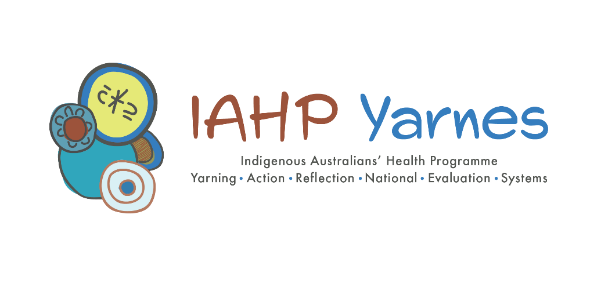 IAHP Yarnes
Indigenous Australians' Health Programme
Yarning • Action • Reflection • National • Evaluation • Systems